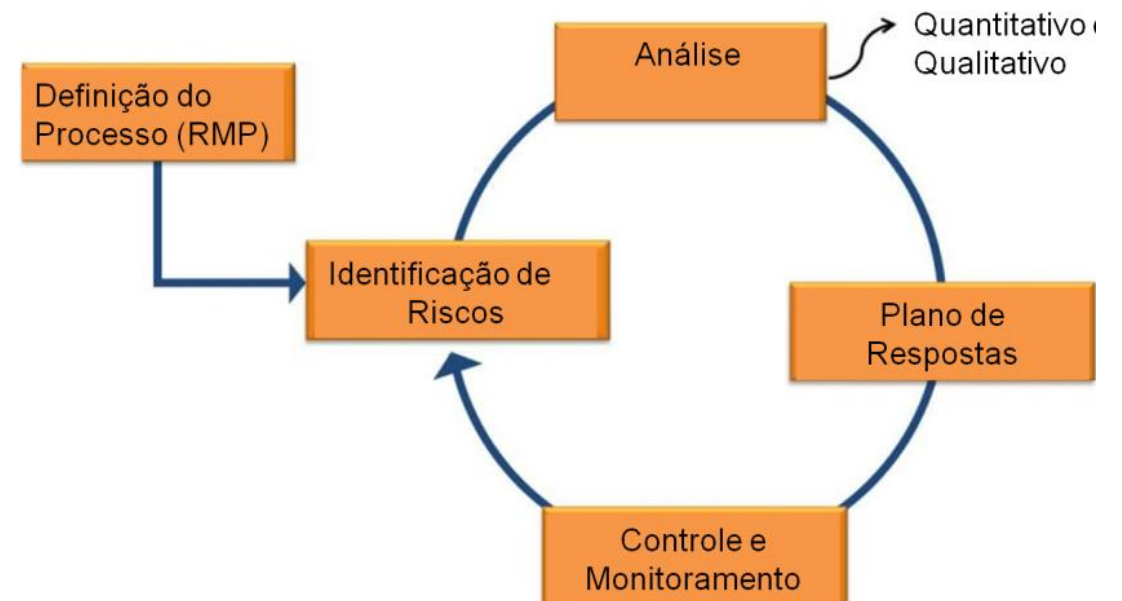 Definição do
Processo (RMP)
Análise
Quantitativo
Qualitativo
Identificação de
Riscos
Plano de
Respostas
Controle e
Monitoramento